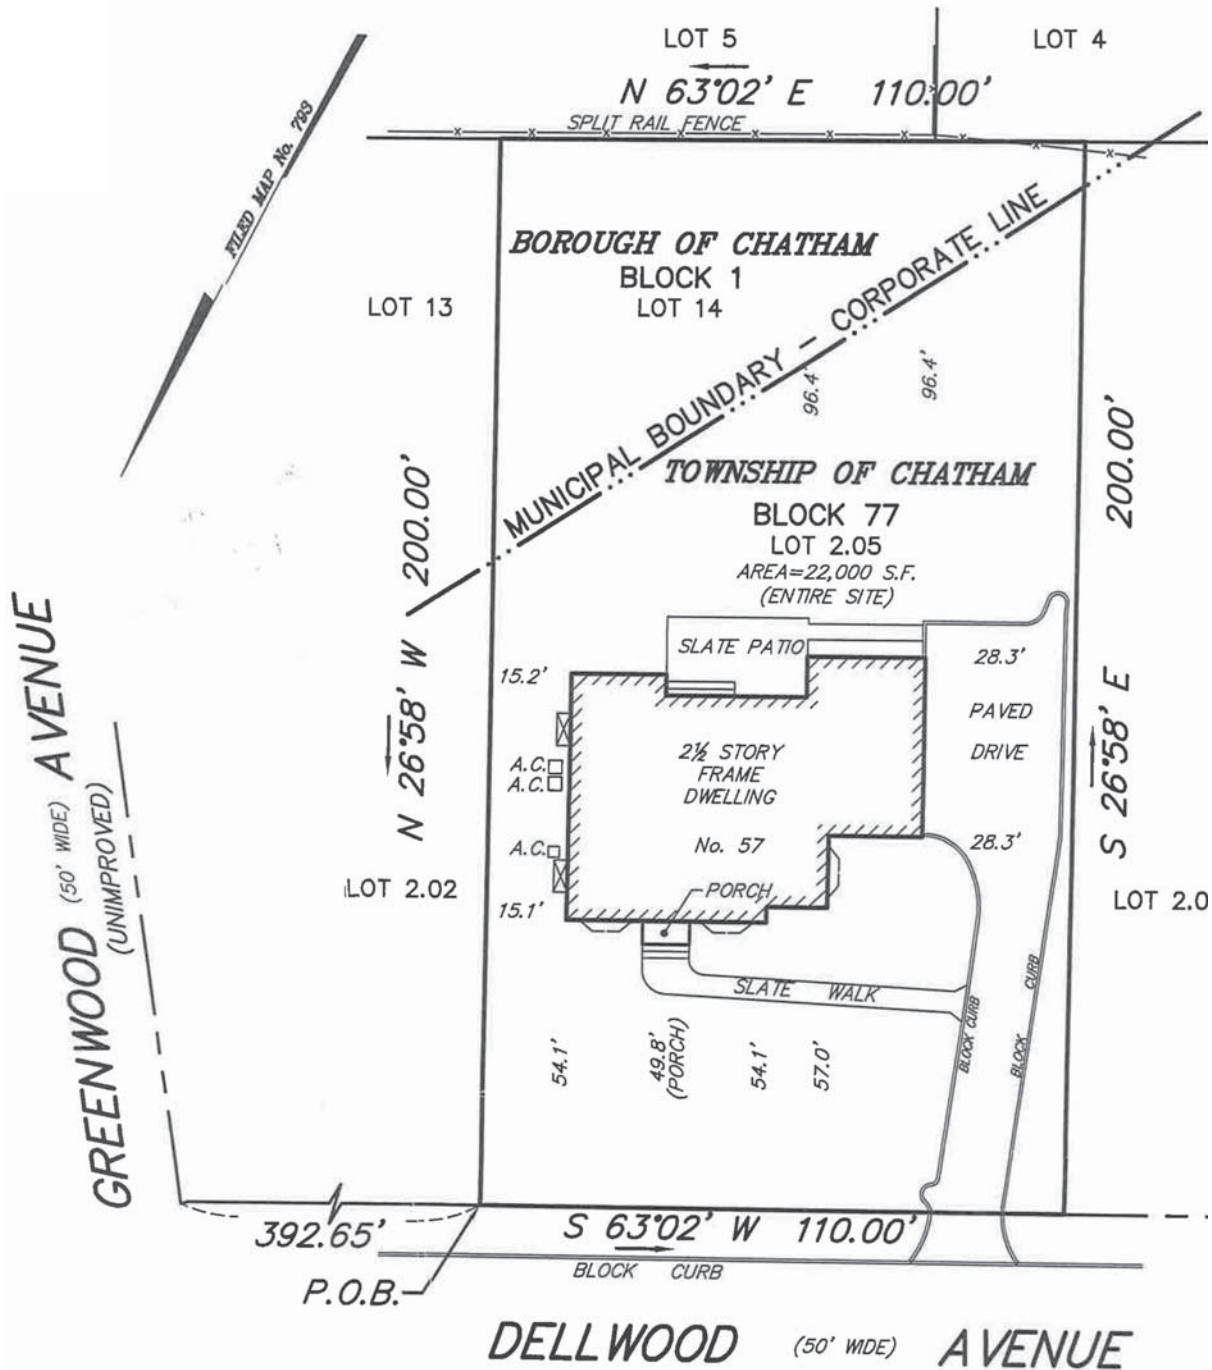 LOT 5
LOT 4
N 63°02' E 110.00'
SPLIT RAIL FENCE
FILED MAP No. 793
BOROUGH OF CHATHAM
BLOCK 1
LOT 14
LOT 13
MUNICIPAL BOUNDARY - CORPORATE LINE
96.4'
96.4'
TOWNSHIP OF CHATHAM
BLOCK 77
LOT 2.05
AREA=22,000 S.F.
(ENTIRE SITE)
N 26°58' W 200.00'
S 26°58' E 200.00'
SLATE PATIO
28.3'
15.2'
PAVED
DRIVE
2½ STORY
FRAME
DWELLING
A.C.
A.C.
No. 57
A.C.
28.3'
LOT 2.02
PORCH
LOT 2.0
15.1'
SLATE WALK
BLOCK CURB
BLOCK CURB
54.1'
49.8'
(PORCH)
54.1'
57.0'
GREENWOOD (50' WIDE) AVENUE
(UNIMPROVED)
392.65'
S 63°02' W 110.00'
BLOCK CURB
P.O.B.
DELLWOOD (50' WIDE) AVENUE